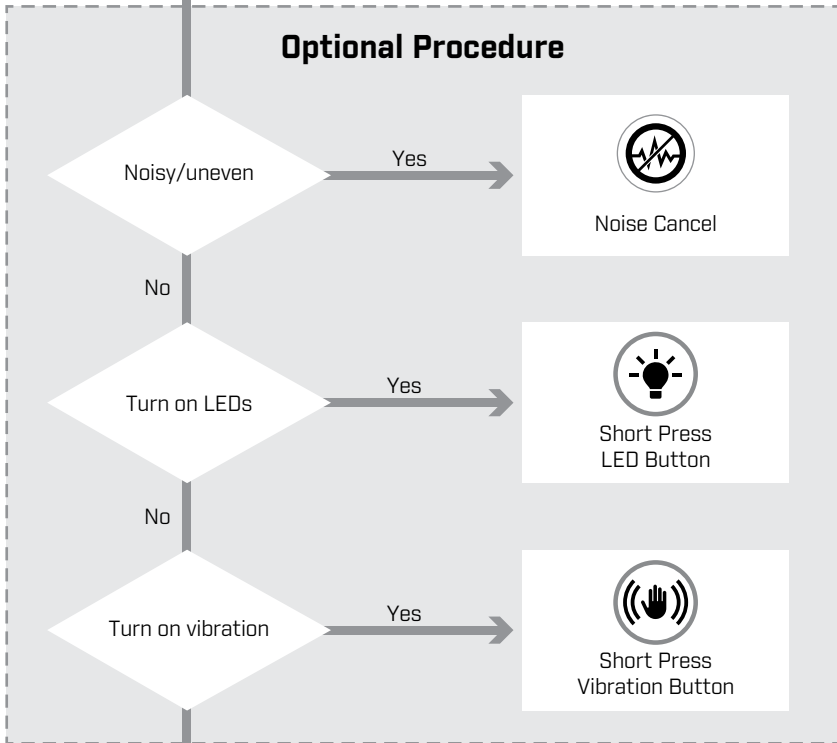 Optional Procedure
Noisy/uneven
Yes
Noise Cancel
No
Turn on LEDs
Yes
Short Press
LED Button
No
Turn on vibration
Yes
Short Press
Vibration Button